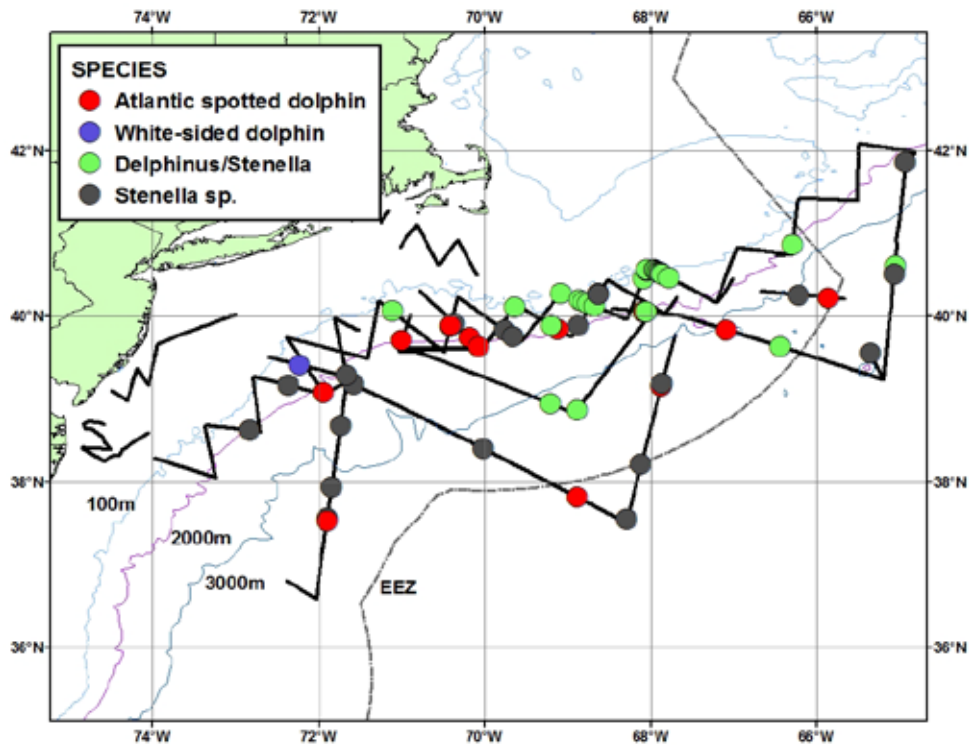 74°W 72°W 70°W 68°W 66°W
SPECIES
Atlantic spotted dolphin
White-sided dolphin
Delphinus/Stenella
Stenella sp.
42°N 42°N
40°N 40°N
38°N 38°N
100m
2000m
3000m
EEZ
36°N 36°N
74°W 72°W 70°W 68°W 66°W